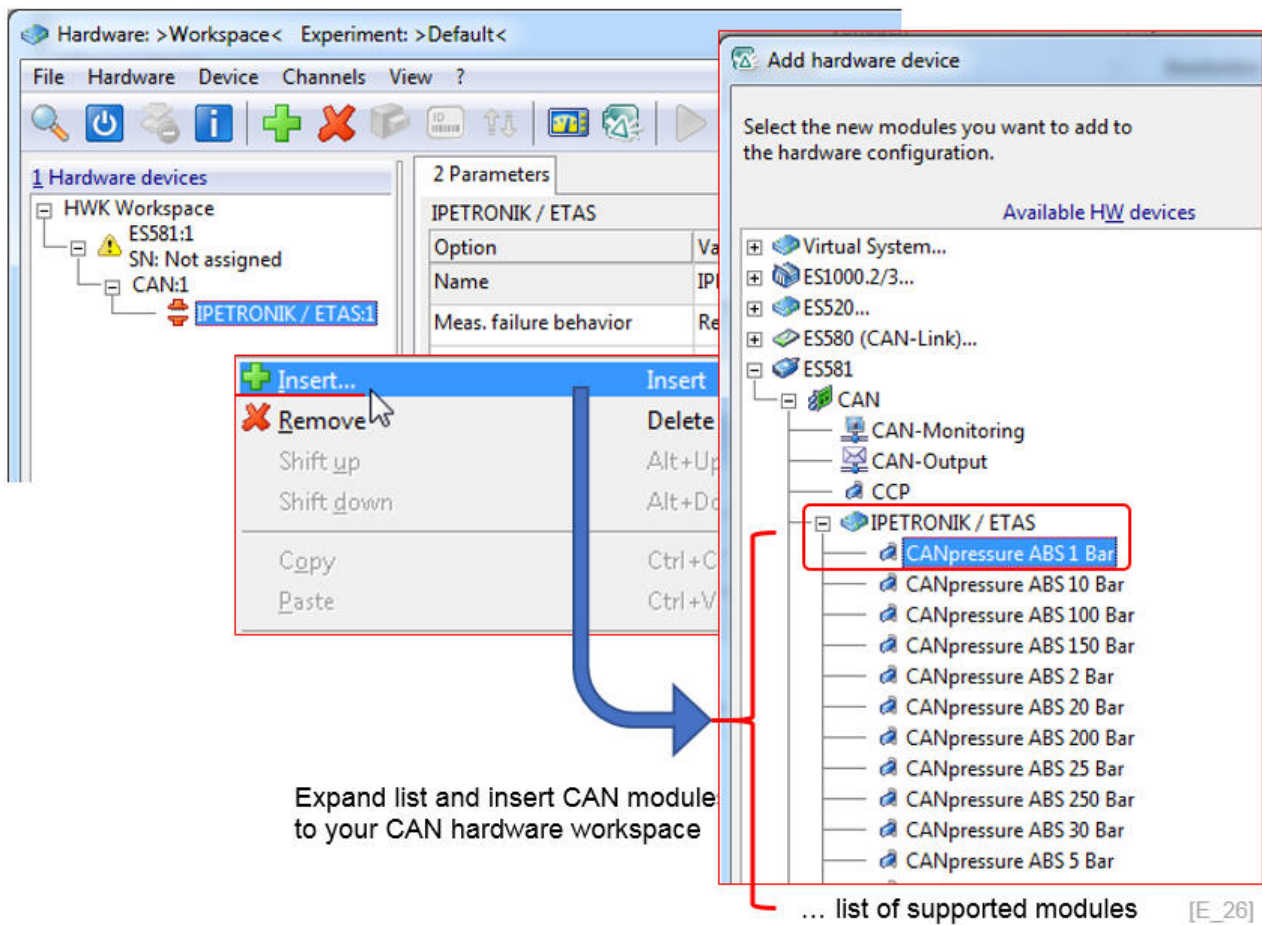 Hardware: >Workspace< Experiment: >Default<
File Hardware Device Channels View ?
ID
1 Hardware devices
HWK Workspace
ES581:1
SN: Not assigned
CAN:1
IPETRONIK / ETAS:1
2 Parameters
IPETRONIK / ETAS
Option Va
Name IPI
Meas. failure behavior Re
Insert... Insert
Remove Delete
Shift up Alt+Up
Shift down Alt+Do
Copy Ctrl+C
Paste Ctrl+V
Expand list and insert CAN module
to your CAN hardware workspace
Add hardware device
Select the new modules you want to add to
the hardware configuration.
Available HW devices
Virtual System...
ES1000.2/3...
ES520...
ES580 (CAN-Link)...
ES581
CAN
CAN-Monitoring
CAN-Output
CCP
IPETRONIK / ETAS
CANpressure ABS 1 Bar
CANpressure ABS 10 Bar
CANpressure ABS 100 Bar
CANpressure ABS 150 Bar
CANpressure ABS 2 Bar
CANpressure ABS 20 Bar
CANpressure ABS 200 Bar
CANpressure ABS 25 Bar
CANpressure ABS 250 Bar
CANpressure ABS 30 Bar
CANpressure ABS 5 Bar
... list of supported modules [E_26]